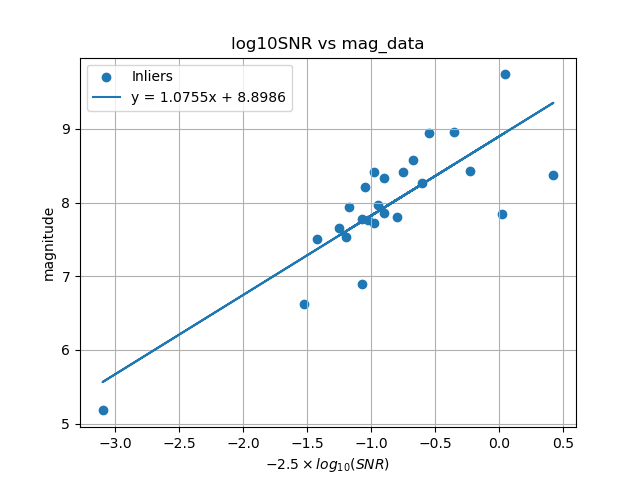 log10SNR vs mag_data
Inliers
y = 1.0755x + 8.8986
magnitude
9
8
7
6
5
−3.0 −2.5 −2.0 −1.5 −1.0 −0.5 0.0 0.5
−2.5 × log₁₀(SNR)